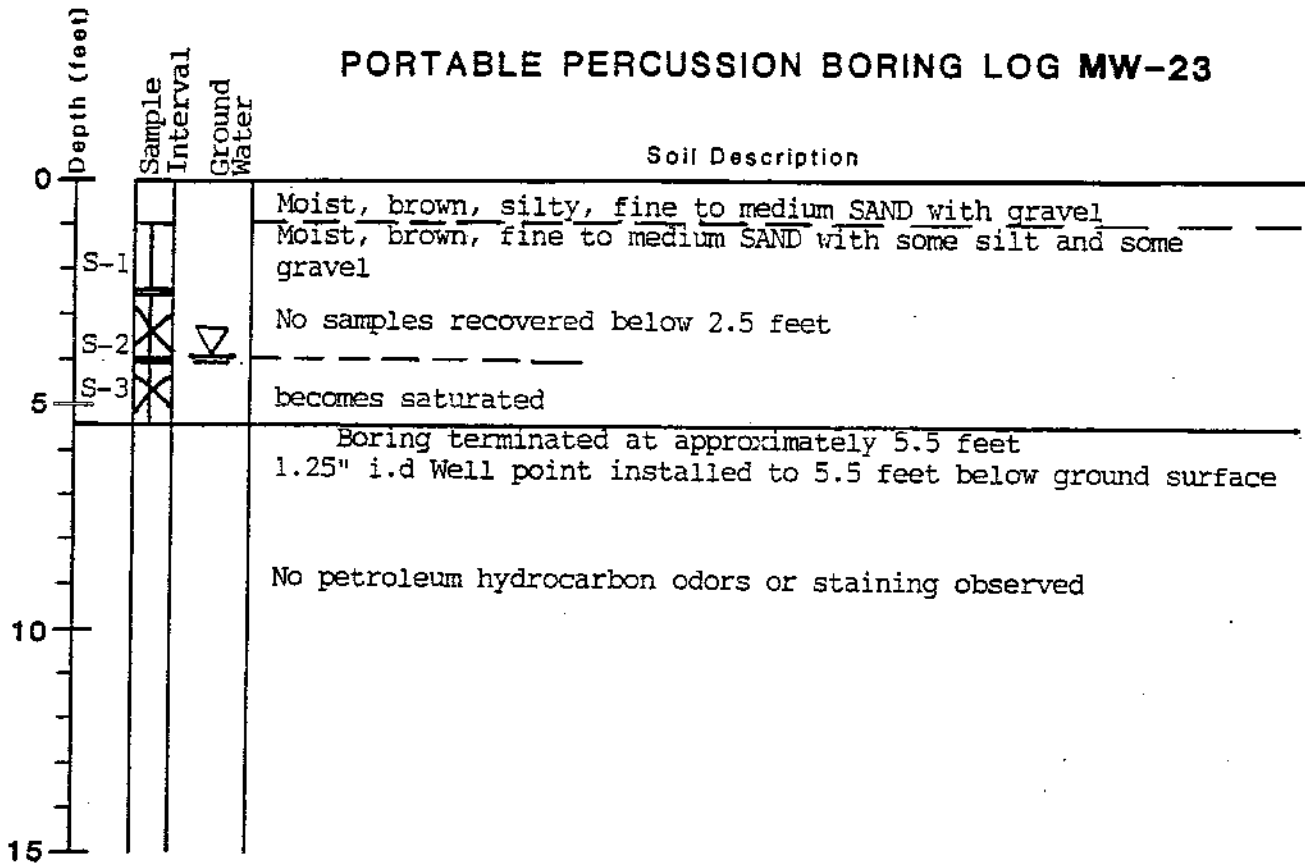 PORTABLE PERCUSSION BORING LOG MW-23
Depth (feet)
Sample
Interval
Ground
Water
Soil Description
0
Moist, brown, silty, fine to medium SAND with gravel
Moist, brown, fine to medium SAND with some silt and some
gravel
S-1
No samples recovered below 2.5 feet
S-2
S-3
5
becomes saturated
Boring terminated at approximately 5.5 feet
1.25" i.d Well point installed to 5.5 feet below ground surface
No petroleum hydrocarbon odors or staining observed
10
15